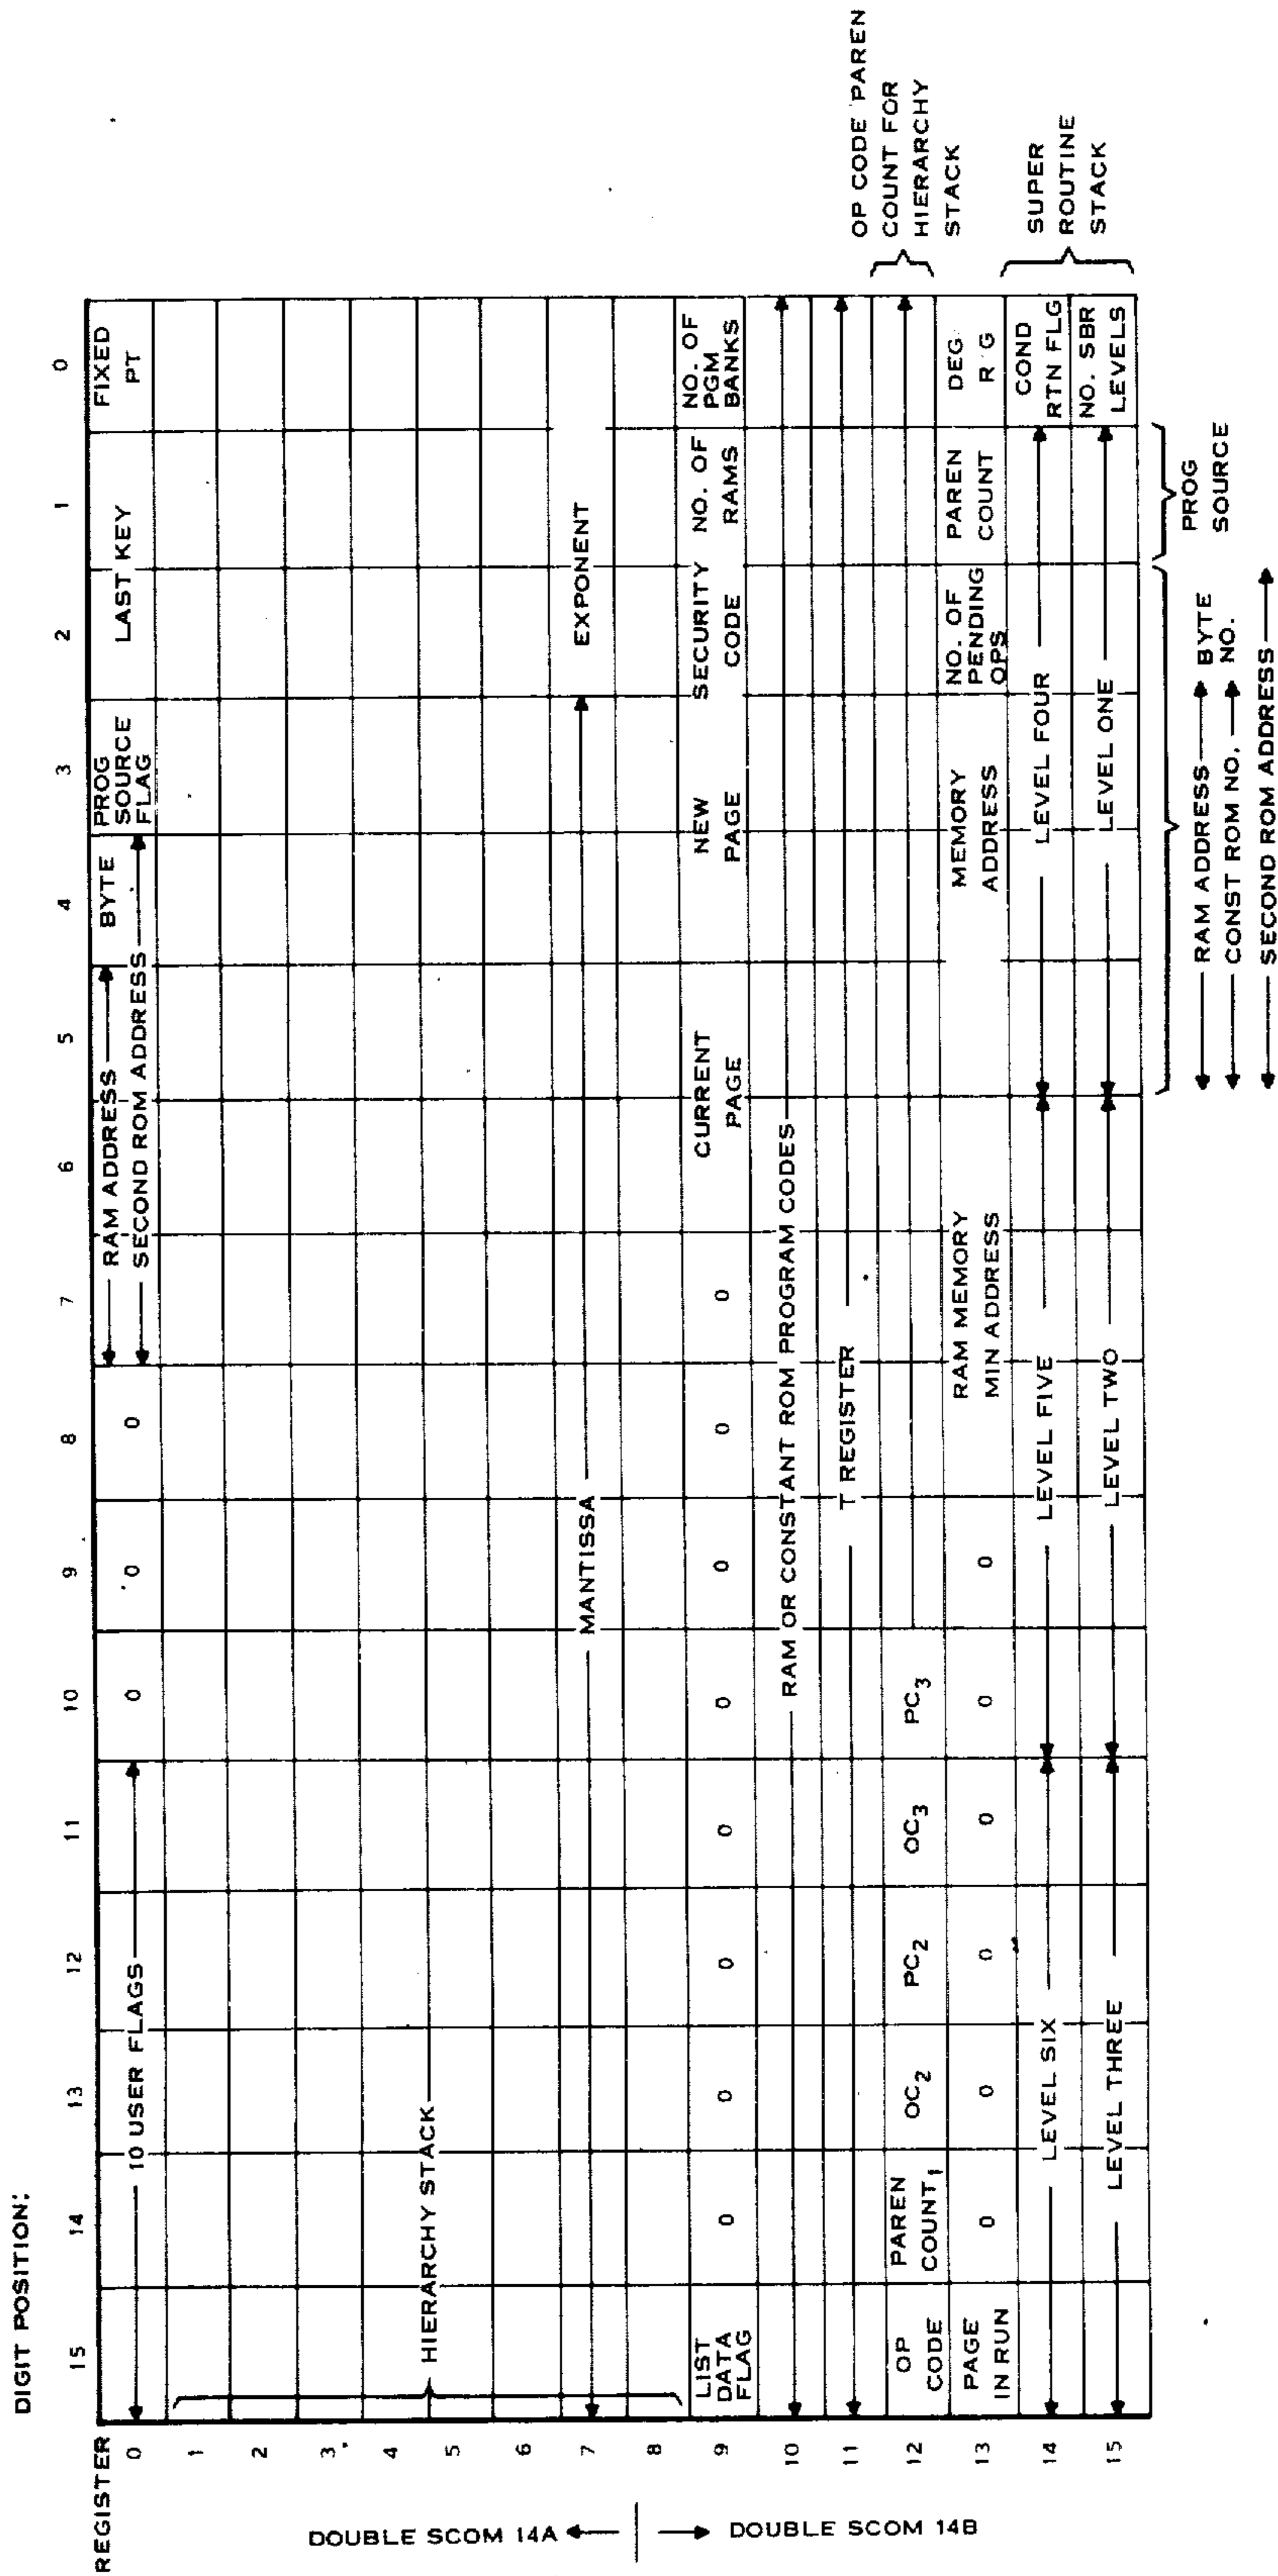 DIGIT POSITION:
15 14 13 12 11 10 9 8 7 6 5 4 3 2 1 0
REGISTER
0
10 USER FLAGS
0 0 0
RAM ADDRESS
BYTE
SECOND ROM ADDRESS
PROG
SOURCE
FLAG
LAST KEY
FIXED
PT
1
2
3
4
HIERARCHY STACK
5
6
7
MANTISSA
EXPONENT
8
9
LIST
DATA
FLAG
0 0 0 0 0 0 0 0
CURRENT
PAGE
NEW
PAGE
SECURITY
CODE
NO. OF
RAMS
NO. OF
PGM
BANKS
10
RAM OR CONSTANT ROM PROGRAM CODES
11
T REGISTER
12
OP
CODE
PAREN
COUNT1
OC2
PC2
OC3
PC3
OP CODE PAREN
COUNT FOR
HIERARCHY
STACK
13
PAGE
IN RUN
0 0 0 0 0 0
RAM MEMORY
MIN ADDRESS
MEMORY
ADDRESS
NO. OF
PENDING
OPS
PAREN
COUNT
DEG
R G
14
LEVEL SIX
LEVEL FIVE
LEVEL FOUR
COND
RTN FLG
15
LEVEL THREE
LEVEL TWO
LEVEL ONE
NO. SBR
LEVELS
SUPER
ROUTINE
STACK
DOUBLE SCOM 14A
DOUBLE SCOM 14B
PROG
SOURCE
RAM ADDRESS
BYTE
CONST ROM NO.
NO.
SECOND ROM ADDRESS